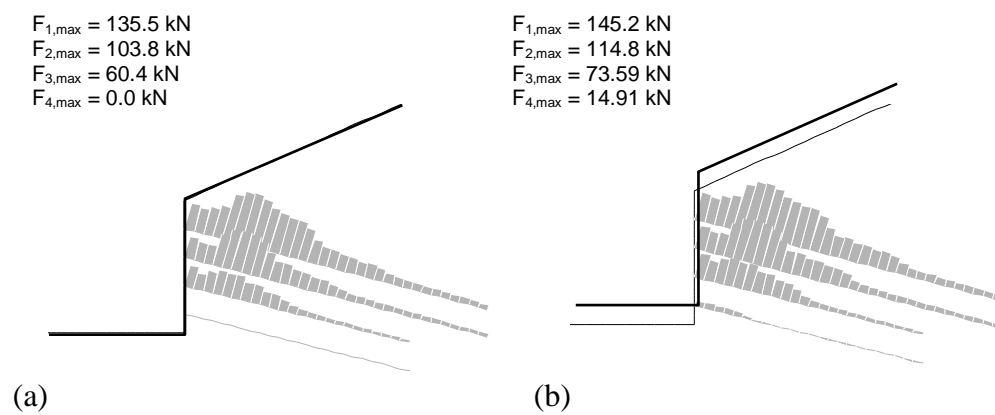 F1,max = 135.5 kN
F2,max = 103.8 kN
F3,max = 60.4 kN
F4,max = 0.0 kN
(a)
F1,max = 145.2 kN
F2,max = 114.8 kN
F3,max = 73.59 kN
F4,max = 14.91 kN
(b)